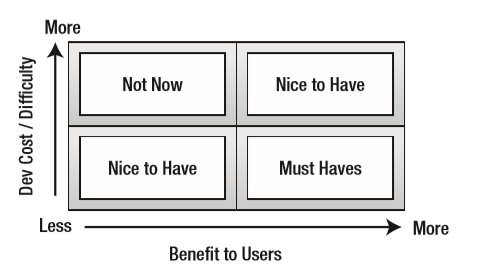 More
Dev Cost / Difficulty
Not Now
Nice to Have
Nice to Have
Must Haves
Less
More
Benefit to Users